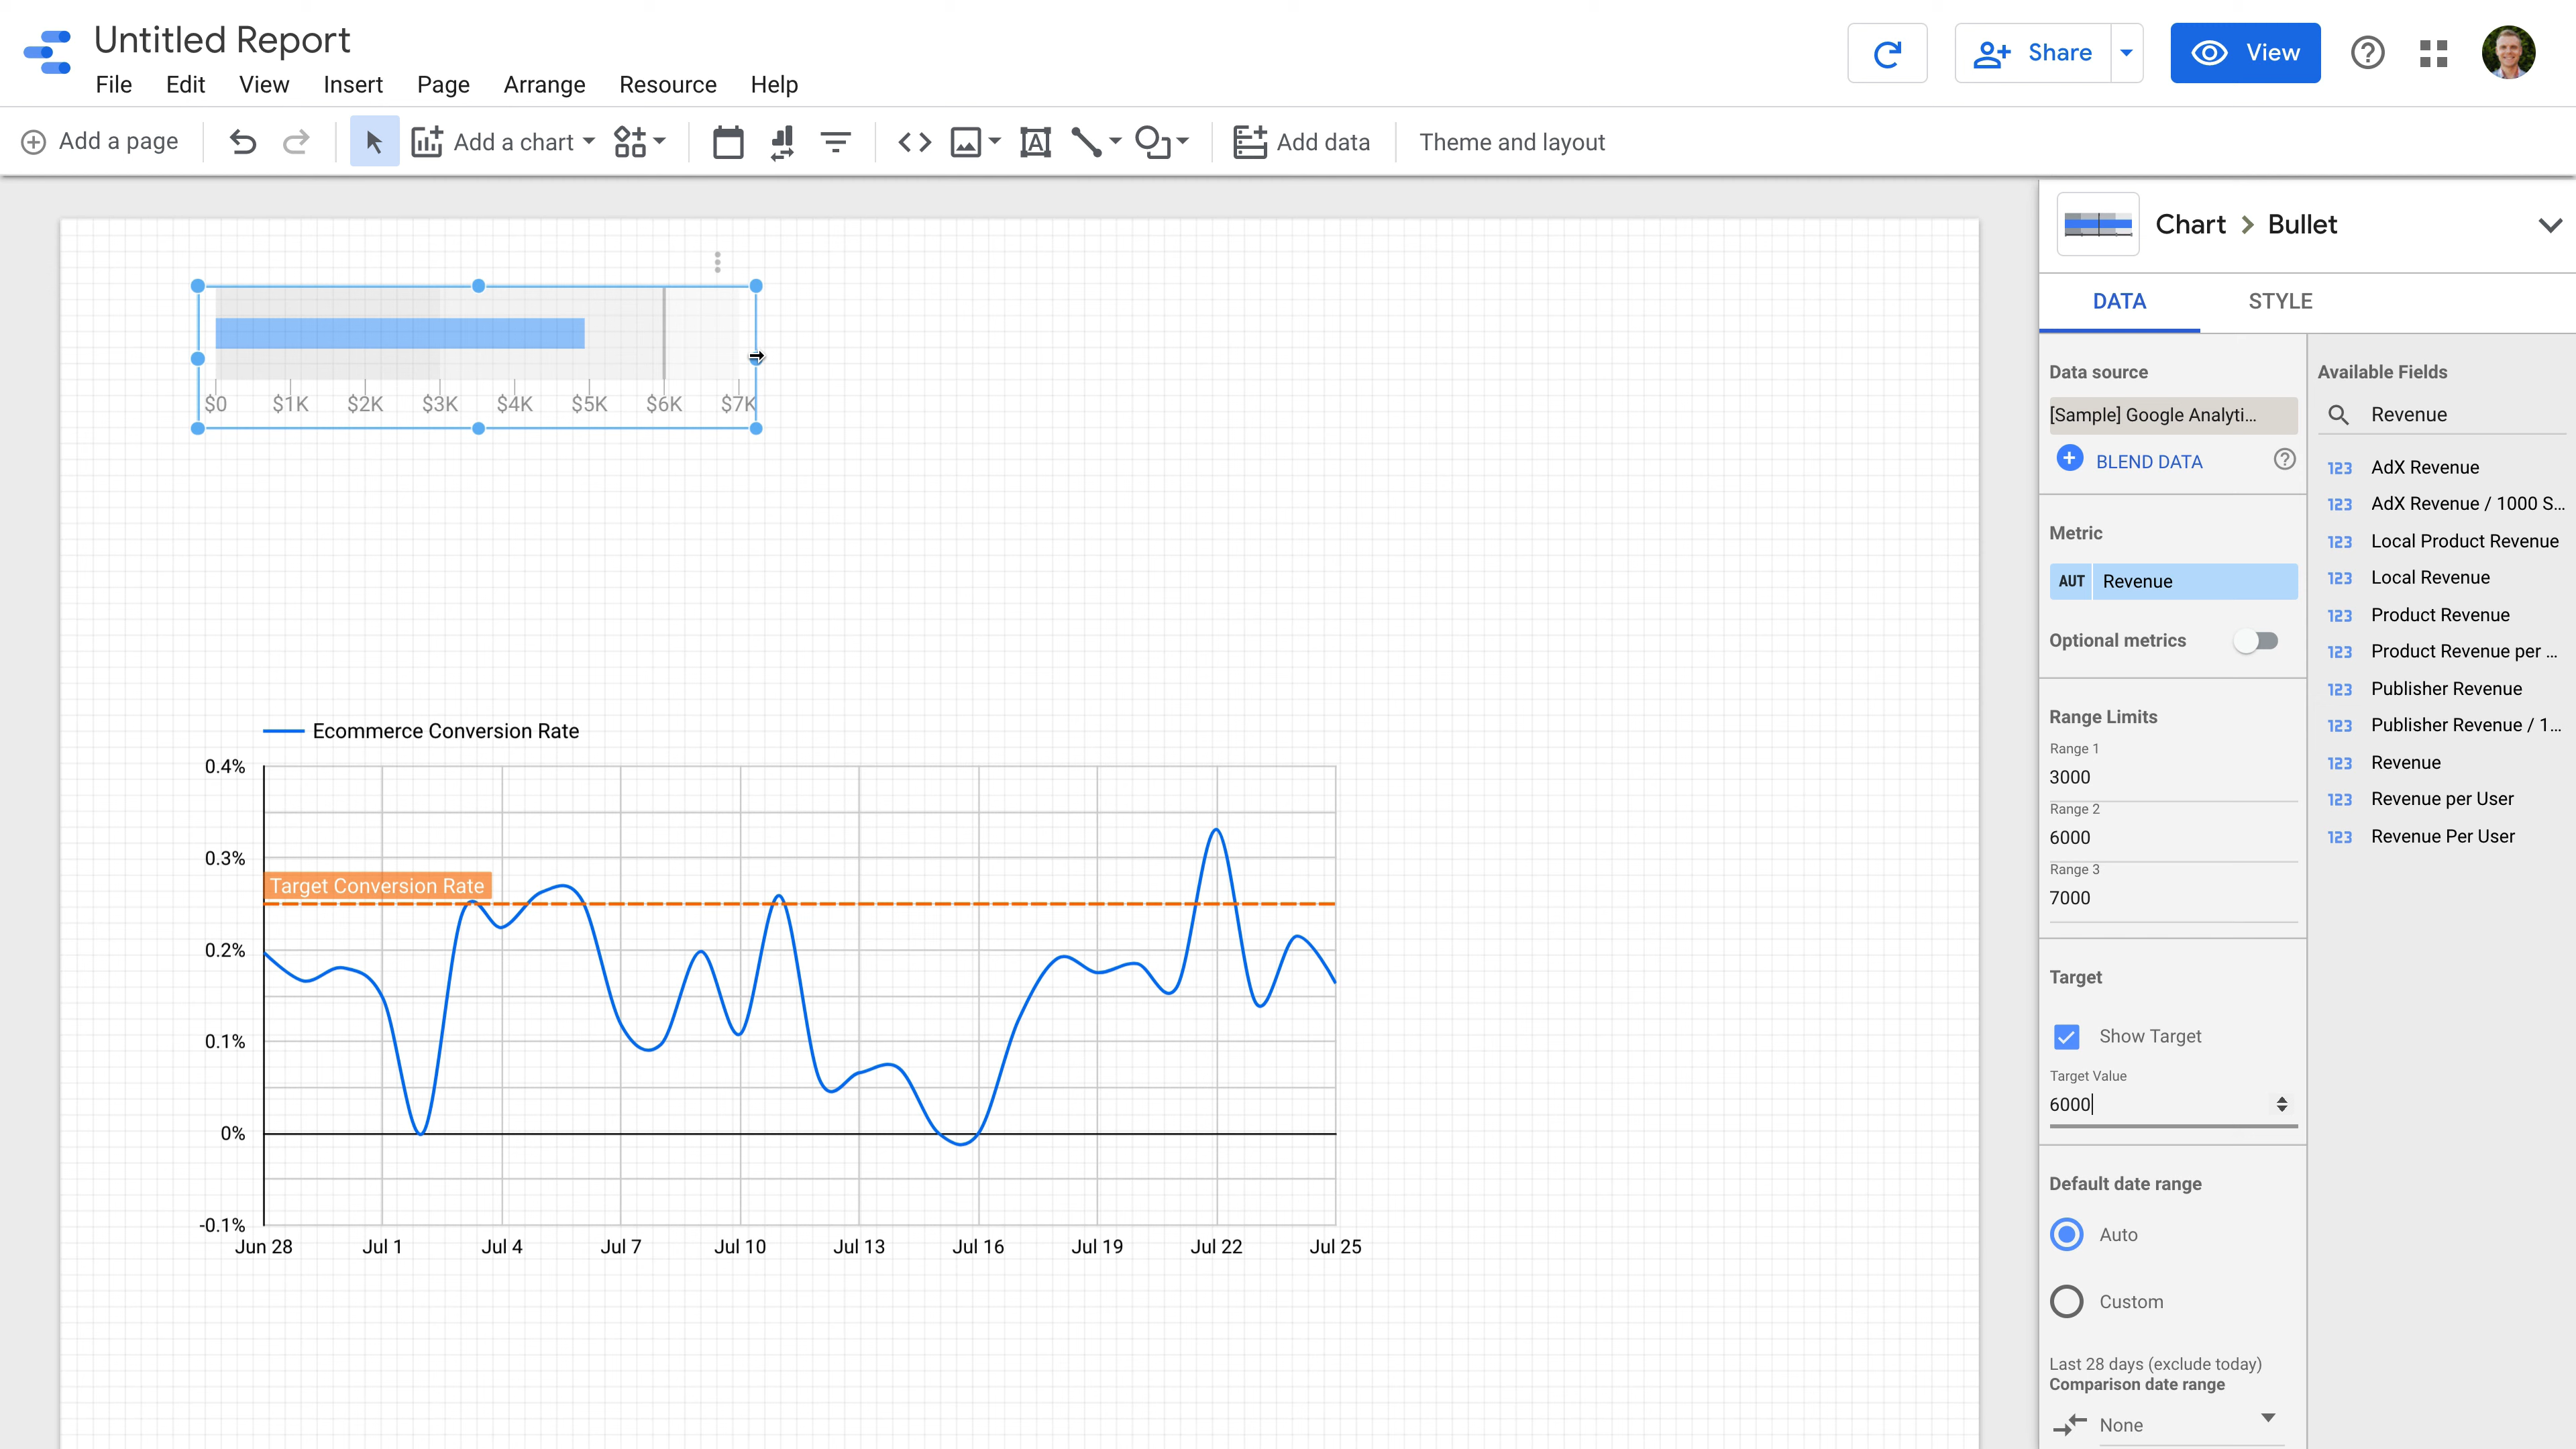 Untitled Report
File Edit View Insert Page Arrange Resource Help
Share
View
Add a page
Add a chart
A
Add data
Theme and layout
$0 $1K $2K $3K $4K $5K $6K $7K
Ecommerce Conversion Rate
0.4%
0.3%
Target Conversion Rate
0.2%
0.1%
0%
-0.1%
Jun 28 Jul 1 Jul 4 Jul 7 Jul 10 Jul 13 Jul 16 Jul 19 Jul 22 Jul 25
Chart > Bullet
DATA STYLE
Data source
[Sample] Google Analyti...
BLEND DATA
Metric
AUT Revenue
Optional metrics
Range Limits
Range 1
3000
Range 2
6000
Range 3
7000
Target
Show Target
Target Value
6000
Default date range
Auto
Custom
Last 28 days (exclude today)
Comparison date range
None
Available Fields
Revenue
123 AdX Revenue
123 AdX Revenue / 1000 S...
123 Local Product Revenue
123 Local Revenue
123 Product Revenue
123 Product Revenue per ...
123 Publisher Revenue
123 Publisher Revenue / 1...
123 Revenue
123 Revenue per User
123 Revenue Per User